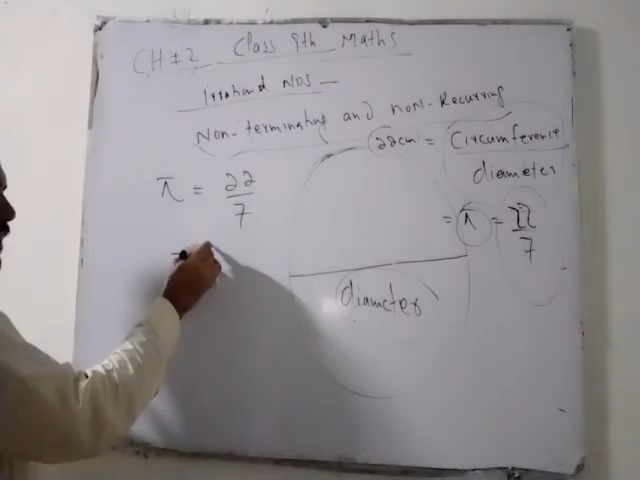 CH #2 Class 9th Maths
Irrational NOS —
Non-terminating and NON-Recurring
22cm = Circumference
diameter
π = 22
7
= π = 22
7
diameter